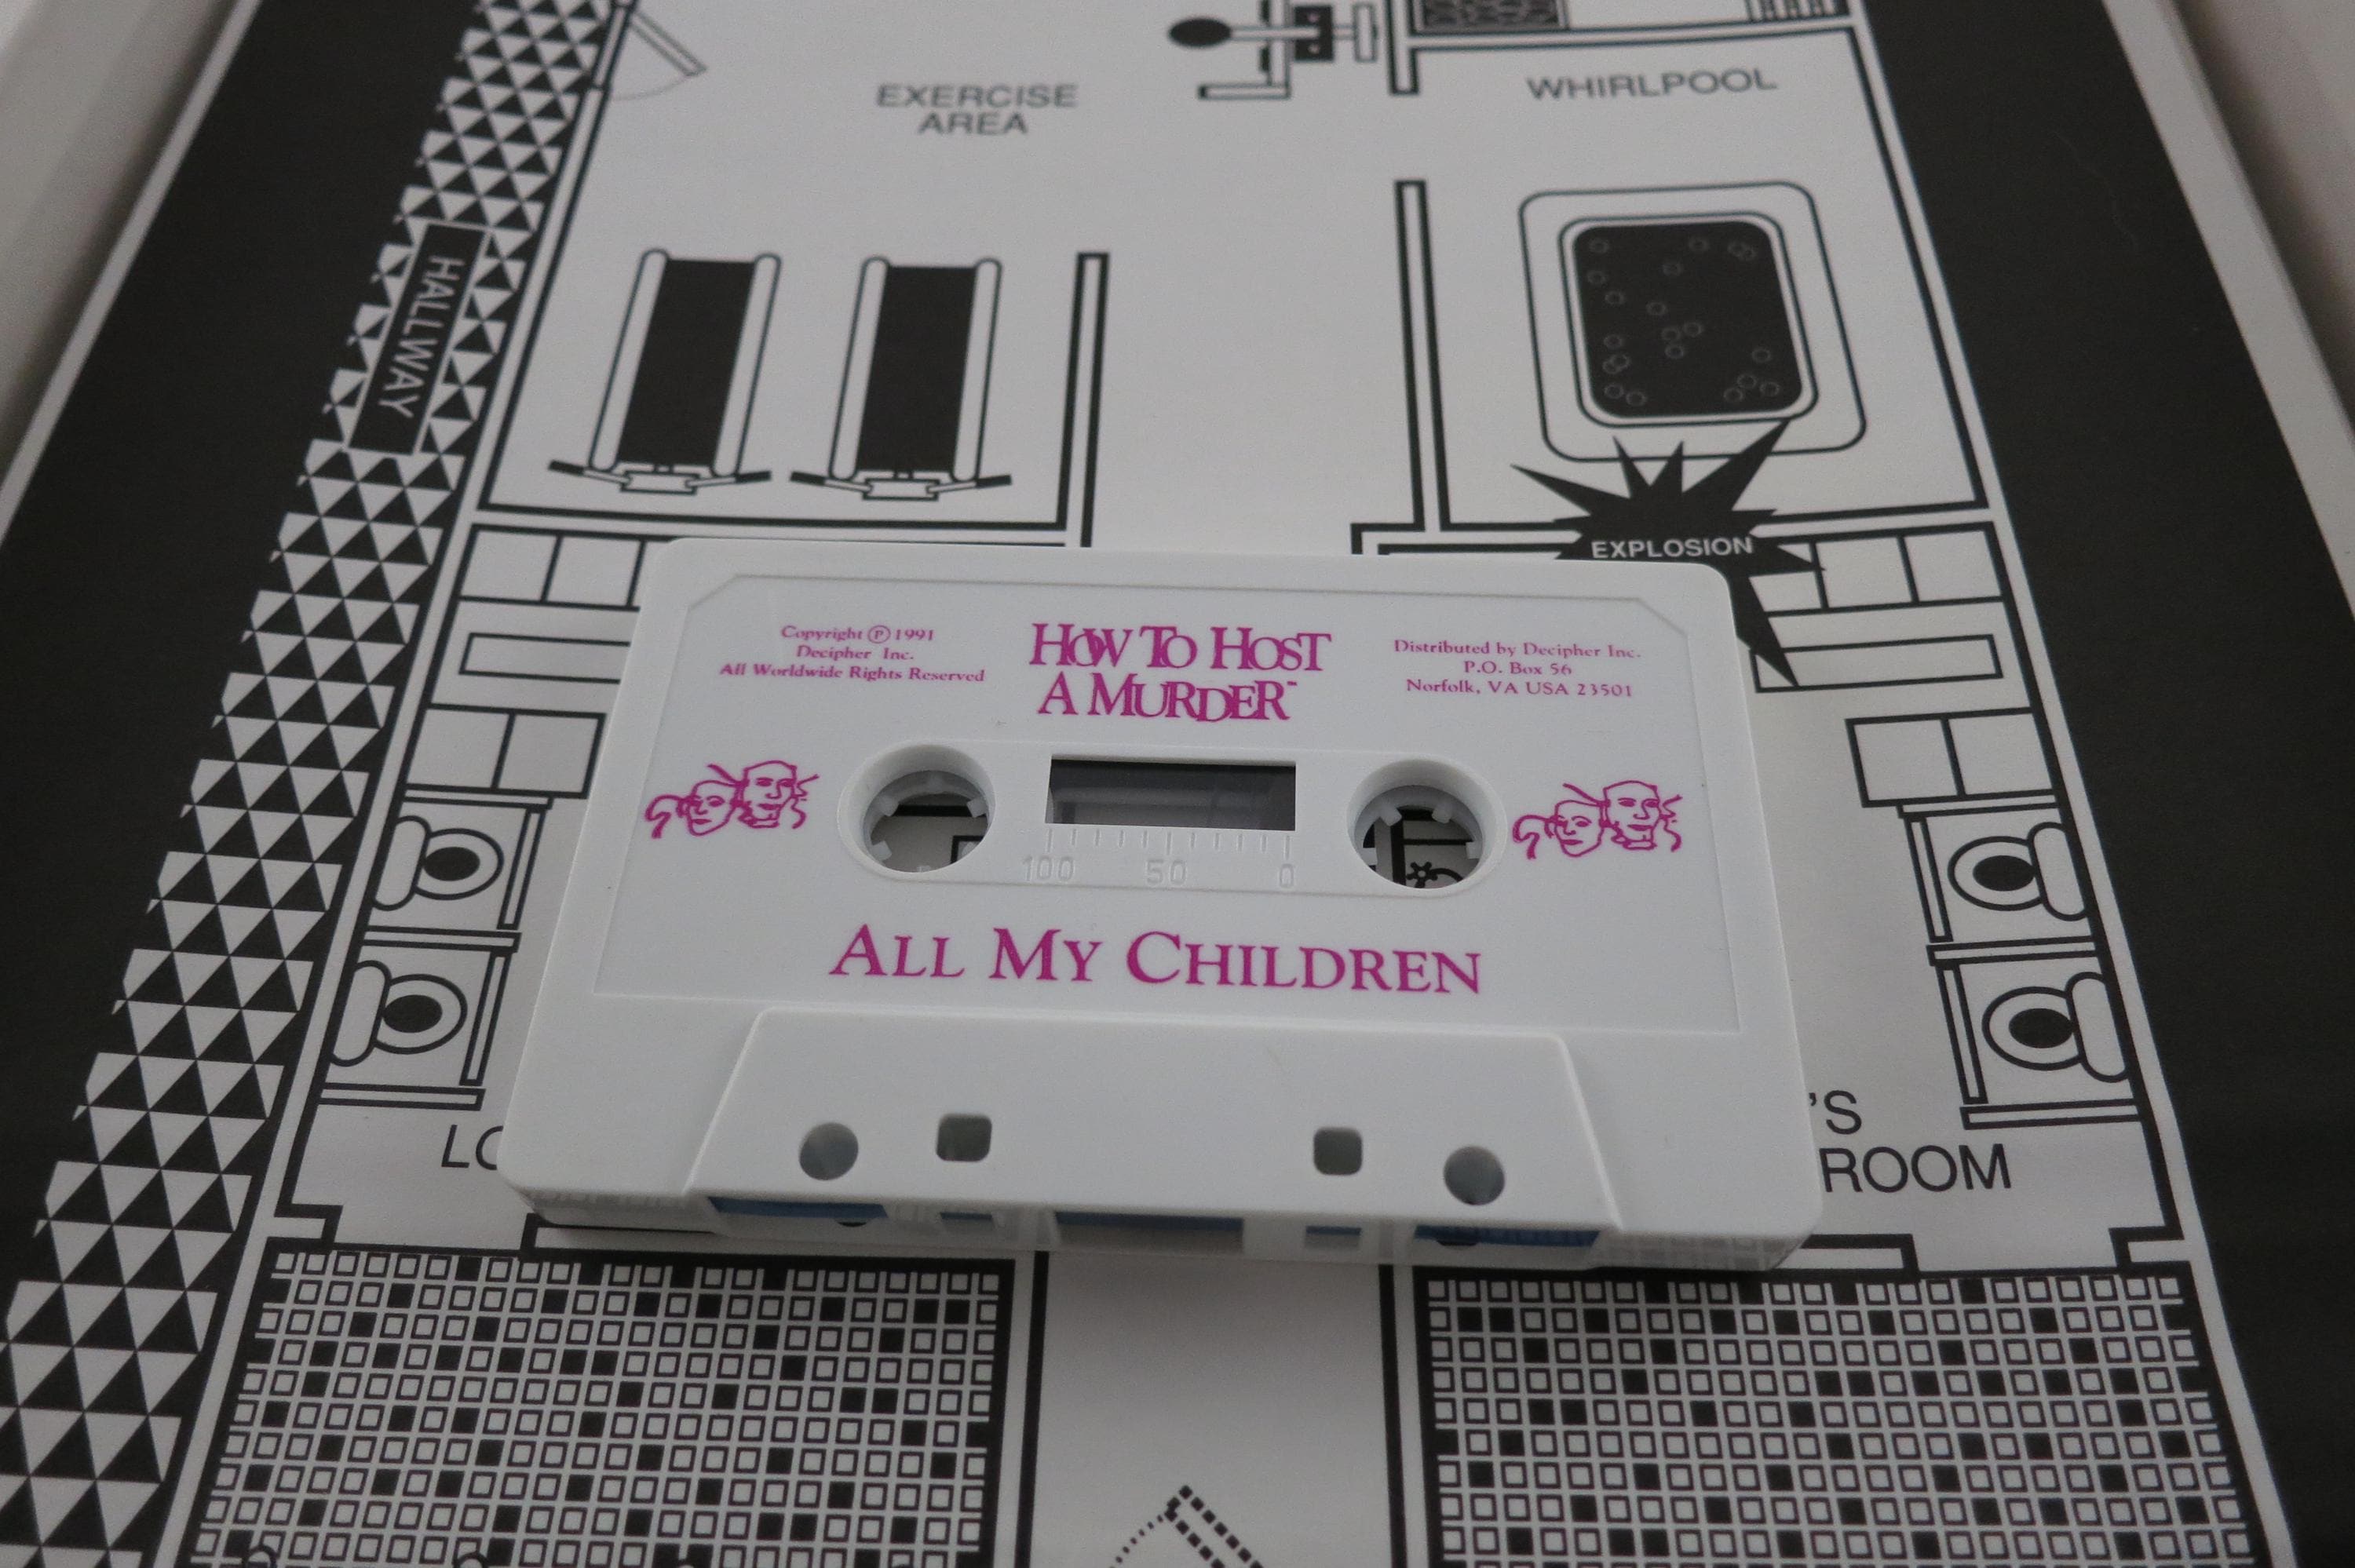 EXERCISE
AREA
WHIRLPOOL
HALLWAY
EXPLOSION
Copyright ℗ 1991
Decipher Inc.
All Worldwide Rights Reserved
HOW TO HOST
A MURDER™
Distributed by Decipher Inc.
P.O. Box 56
Norfolk, VA USA 23501
100 50 0
ALL MY CHILDREN
'S
ROOM